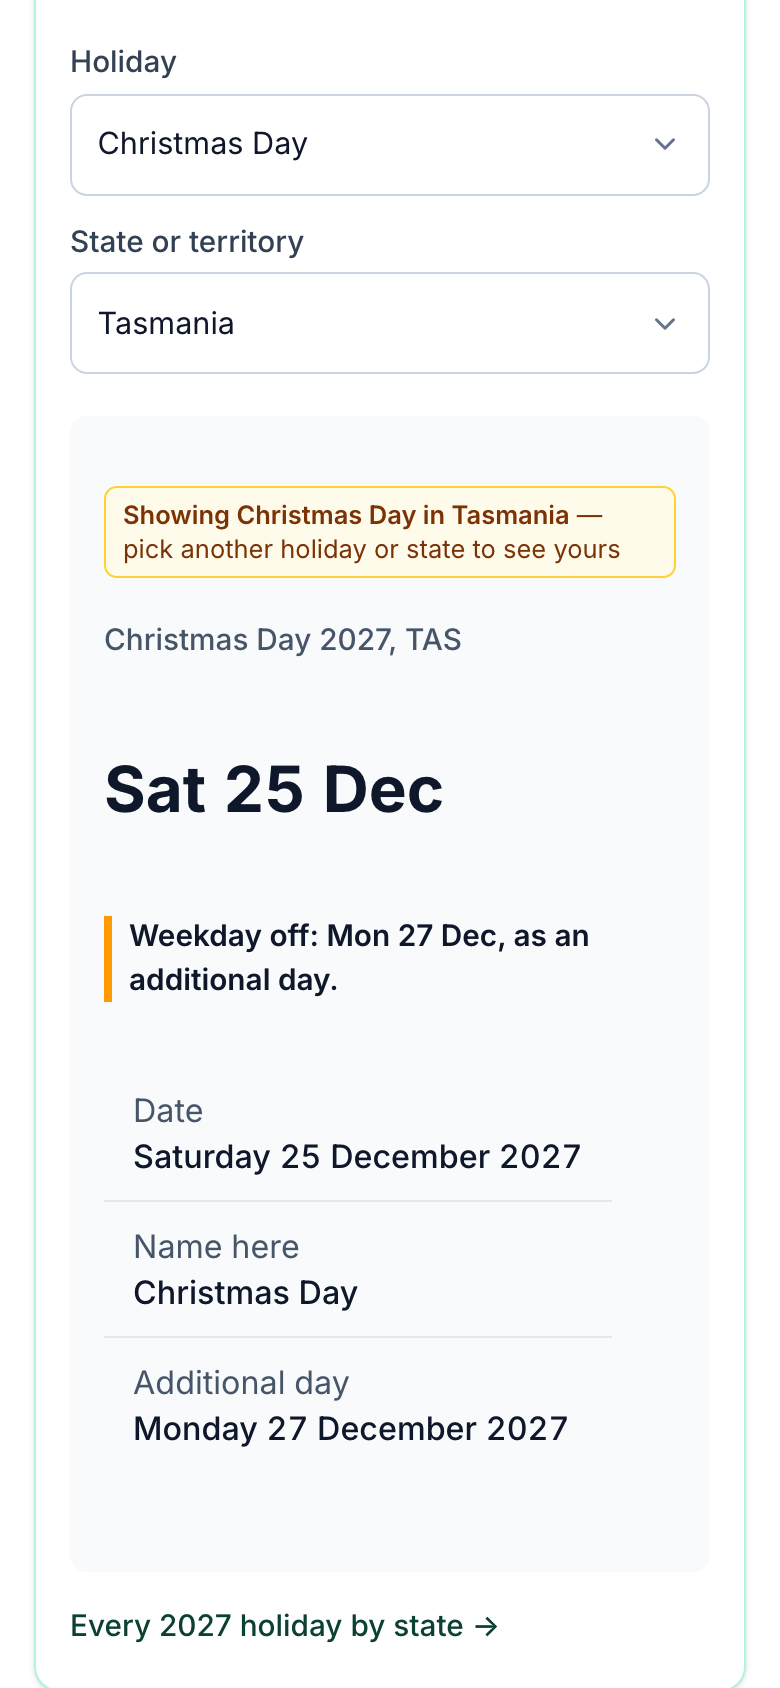 Holiday
Christmas Day
State or territory
Tasmania
Showing Christmas Day in Tasmania —
pick another holiday or state to see yours
Christmas Day 2027, TAS
Sat 25 Dec
Weekday off: Mon 27 Dec, as an
additional day.
Date
Saturday 25 December 2027
Name here
Christmas Day
Additional day
Monday 27 December 2027
Every 2027 holiday by state →